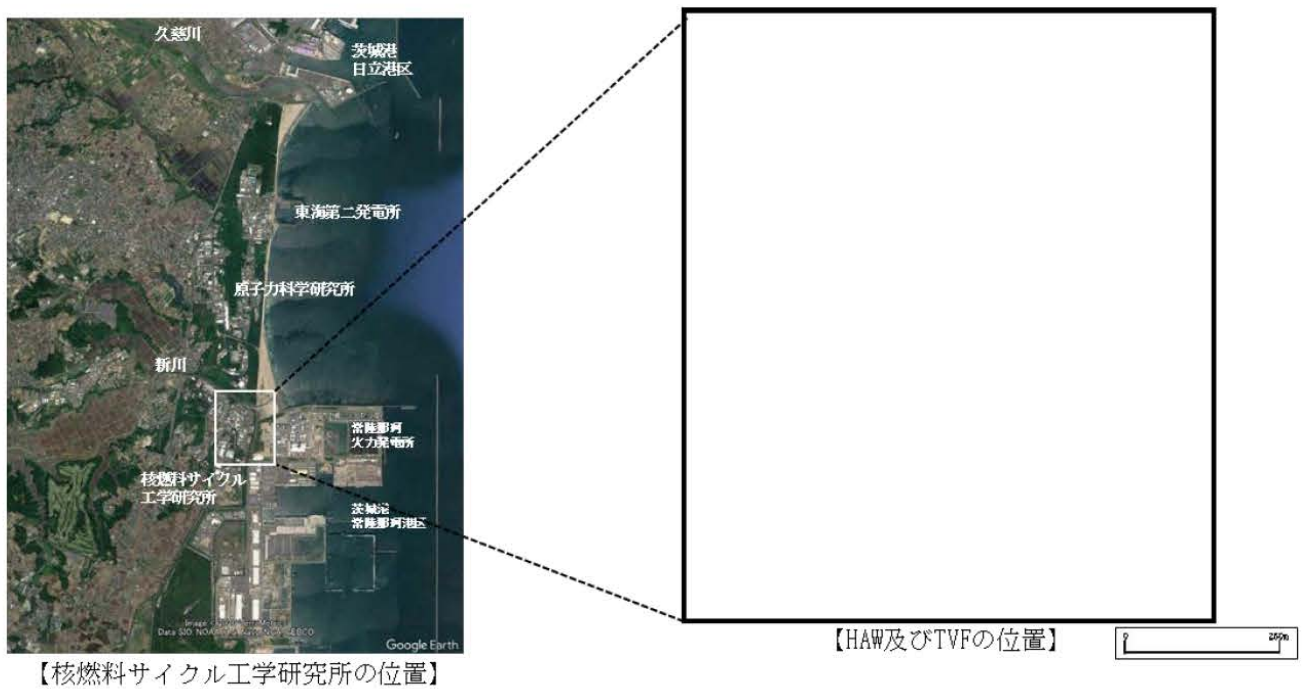 久慈川
茨城港
日立港区
東海第二発電所
原子力科学研究所
新川
常陸那珂
火力発電所
核燃料サイクル
工学研究所
茨城港
常陸那珂港区
Google Earth
【核燃料サイクル工学研究所の位置】
【HAW及びTVFの位置】
0
250m